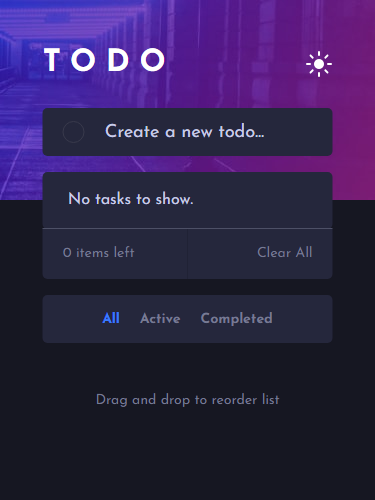 TODO
Create a new todo...
No tasks to show.
0 items left
Clear All
All Active Completed
Drag and drop to reorder list